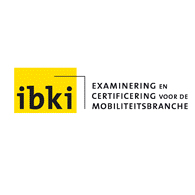 ibki
EXAMINERING EN
CERTIFICERING VOOR DE
MOBILITEITSBRANCHE